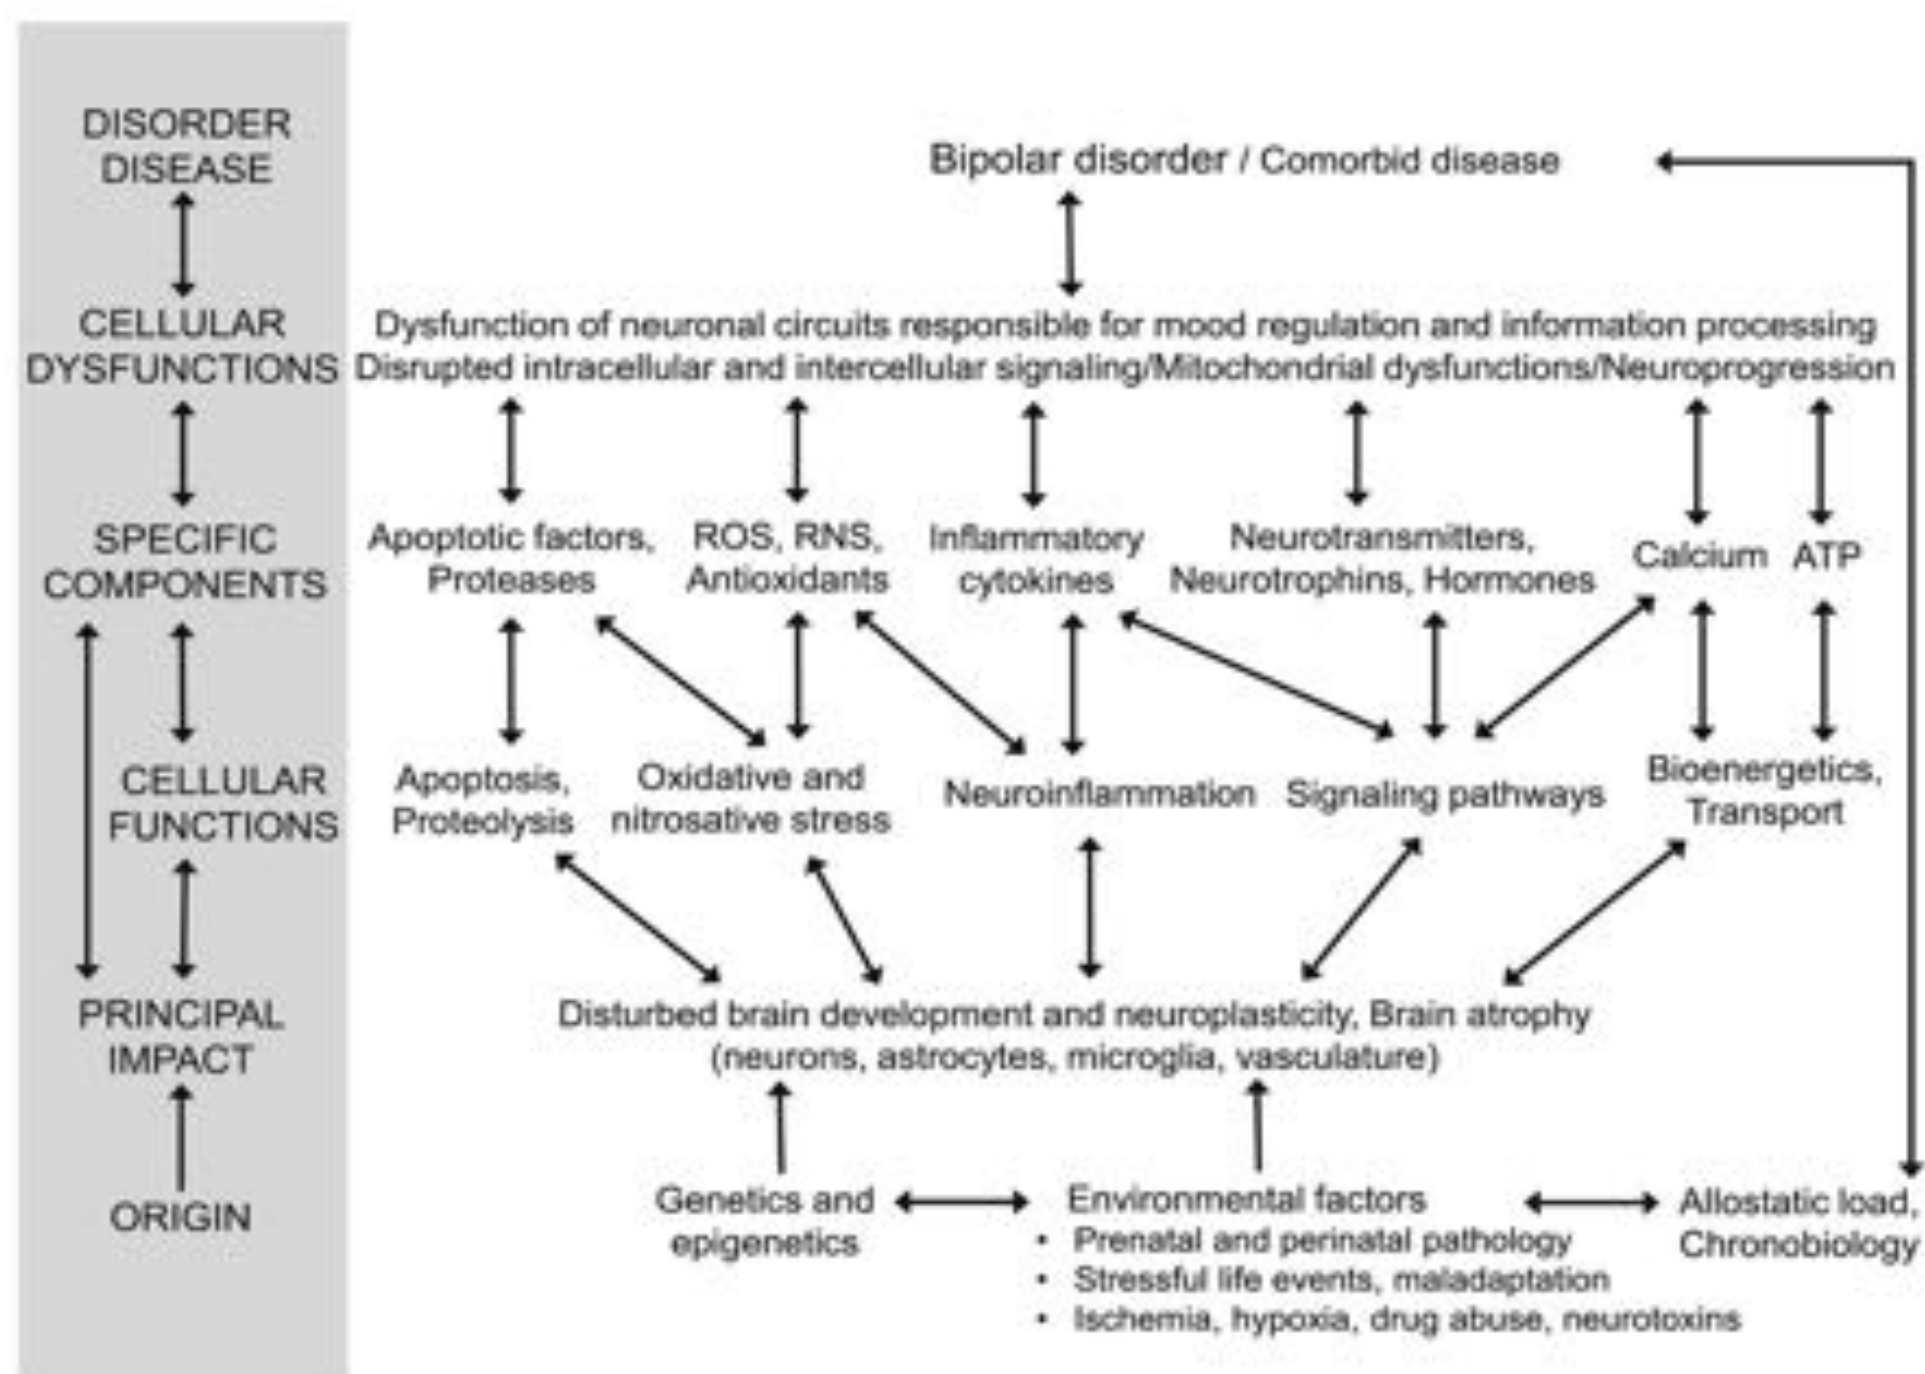 DISORDER
DISEASE
Bipolar disorder / Comorbid disease
CELLULAR
DYSFUNCTIONS
Dysfunction of neuronal circuits responsible for mood regulation and information processing
Disrupted intracellular and intercellular signaling/Mitochondrial dysfunctions/Neuroprogression
SPECIFIC
COMPONENTS
Apoptotic factors,
Proteases
ROS, RNS,
Antioxidants
Inflammatory
cytokines
Neurotransmitters,
Neurotrophins, Hormones
Calcium
ATP
CELLULAR
FUNCTIONS
Apoptosis,
Proteolysis
Oxidative and
nitrosative stress
Neuroinflammation
Signaling pathways
Bioenergetics,
Transport
PRINCIPAL
IMPACT
Disturbed brain development and neuroplasticity, Brain atrophy
(neurons, astrocytes, microglia, vasculature)
ORIGIN
Genetics and
epigenetics
Environmental factors
• Prenatal and perinatal pathology
• Stressful life events, maladaptation
• Ischemia, hypoxia, drug abuse, neurotoxins
Allostatic load,
Chronobiology